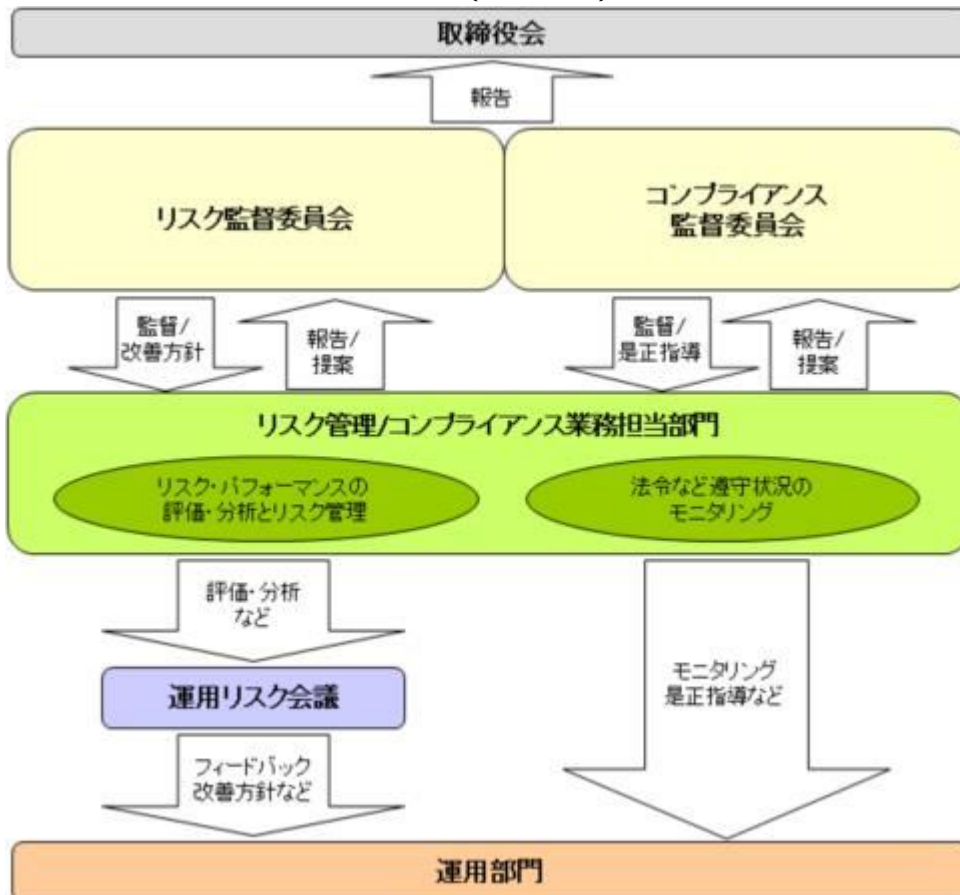 取締役会
報告
リスク監督委員会
コンプライアンス
監督委員会
監督/
改善方針
報告/
提案
監督/
是正指導
報告/
提案
リスク管理/コンプライアンス業務担当部門
リスク・パフォーマンスの
評価・分析とリスク管理
法令など遵守状況の
モニタリング
評価・分析
など
運用リスク会議
モニタリング
是正指導など
フィードバック
改善方針など
運用部門